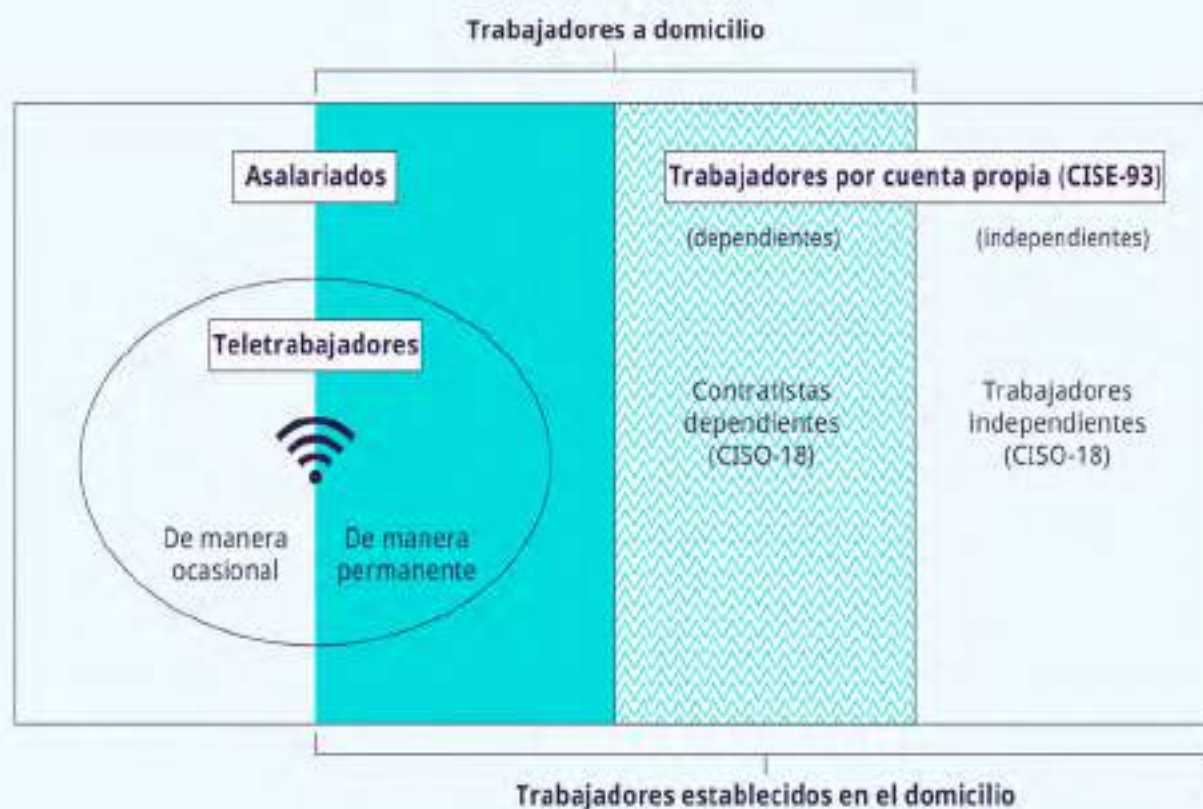 Trabajadores a domicilio
Asalariados
Trabajadores por cuenta propia (CISE-93)
(dependientes)
(independientes)
Teletrabajadores
Contratistas
dependientes
(CISO-18)
Trabajadores
independientes
(CISO-18)
De manera
ocasional
De manera
permanente
Trabajadores establecidos en el domicilio